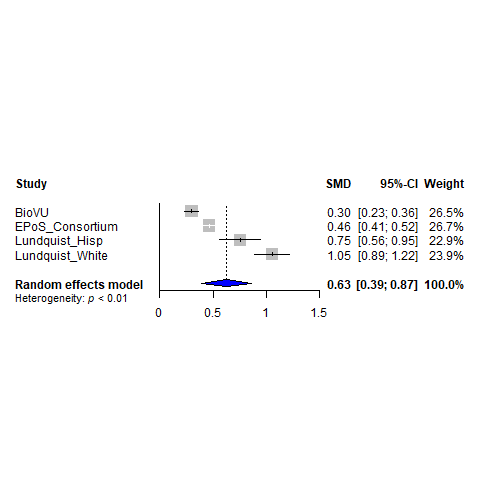 Study SMD 95%-CI Weight
BioVU 0.30 [0.23; 0.36] 26.5%
EPoS_Consortium 0.46 [0.41; 0.52] 26.7%
Lundquist_Hisp 0.75 [0.56; 0.95] 22.9%
Lundquist_White 1.05 [0.89; 1.22] 23.9%
Random effects model 0.63 [0.39; 0.87] 100.0%
Heterogeneity: p < 0.01
0 0.5 1 1.5